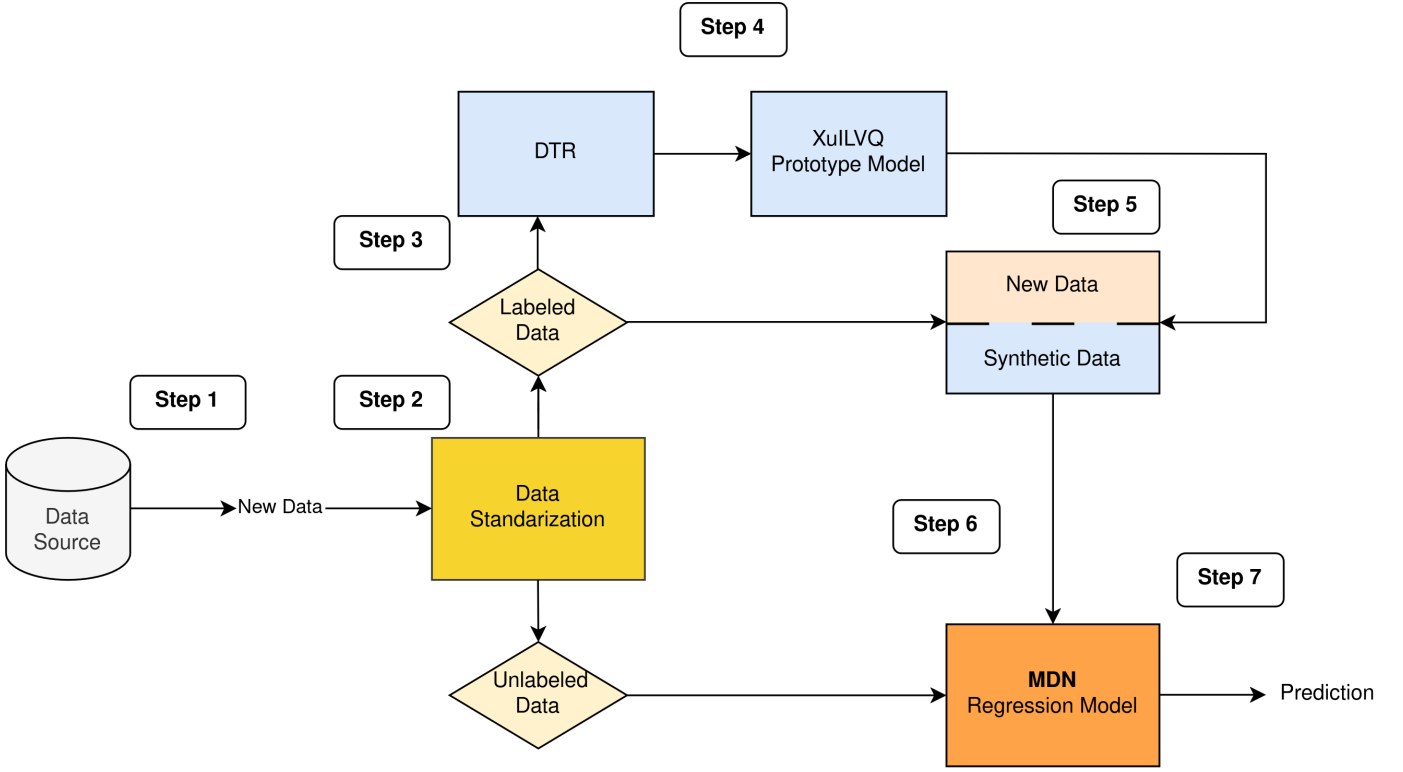 Step 4
DTR
XuILVQ
Prototype Model
Step 5
Step 3
New Data
Labeled
Data
Synthetic Data
Step 1
Step 2
Data
Source
New Data
Data
Standarization
Step 6
Step 7
Unlabeled
Data
MDN
Regression Model
Prediction